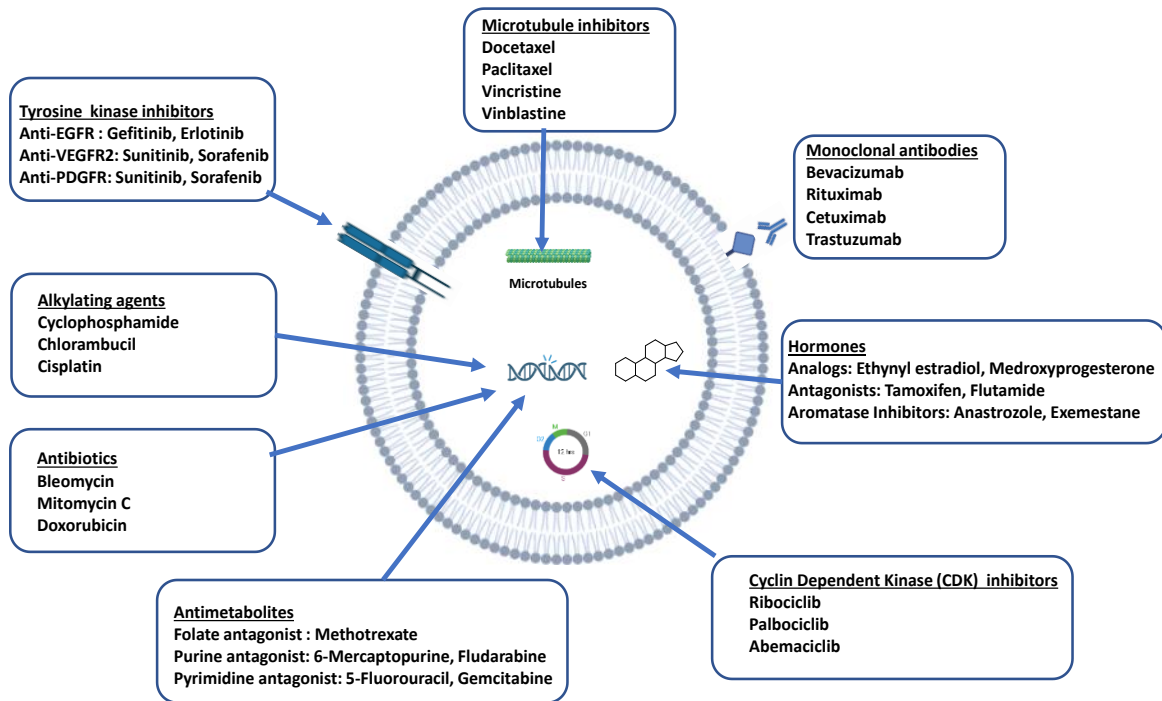 Microtubule inhibitors
Docetaxel
Paclitaxel
Vincristine
Vinblastine
Tyrosine kinase inhibitors
Anti-EGFR : Gefitinib, Erlotinib
Anti-VEGFR2: Sunitinib, Sorafenib
Anti-PDGFR: Sunitinib, Sorafenib
Monoclonal antibodies
Bevacizumab
Rituximab
Cetuximab
Trastuzumab
Microtubules
Alkylating agents
Cyclophosphamide
Chlorambucil
Cisplatin
Hormones
Analogs: Ethynyl estradiol, Medroxyprogesterone
Antagonists: Tamoxifen, Flutamide
Aromatase Inhibitors: Anastrozole, Exemestane
M
G1
G2
S
Antibiotics
Bleomycin
Mitomycin C
Doxorubicin
Cyclin Dependent Kinase (CDK) inhibitors
Ribociclib
Palbociclib
Abemaciclib
Antimetabolites
Folate antagonist : Methotrexate
Purine antagonist: 6-Mercaptopurine, Fludarabine
Pyrimidine antagonist: 5-Fluorouracil, Gemcitabine